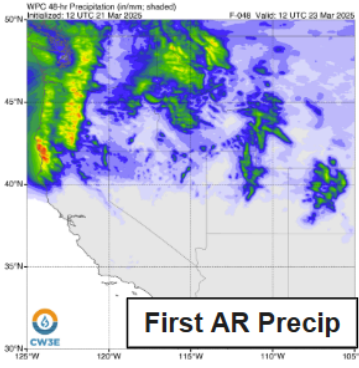 WPC 48-hr Precipitation (in/mm; shaded)
Initialized: 12 UTC 21 Mar 2025 F-048 Valid: 12 UTC 23 Mar 2025
50°N
45°N
40°N
35°N
30°N
125°W 120°W 115°W 110°W 105°
CW3E
First AR Precip